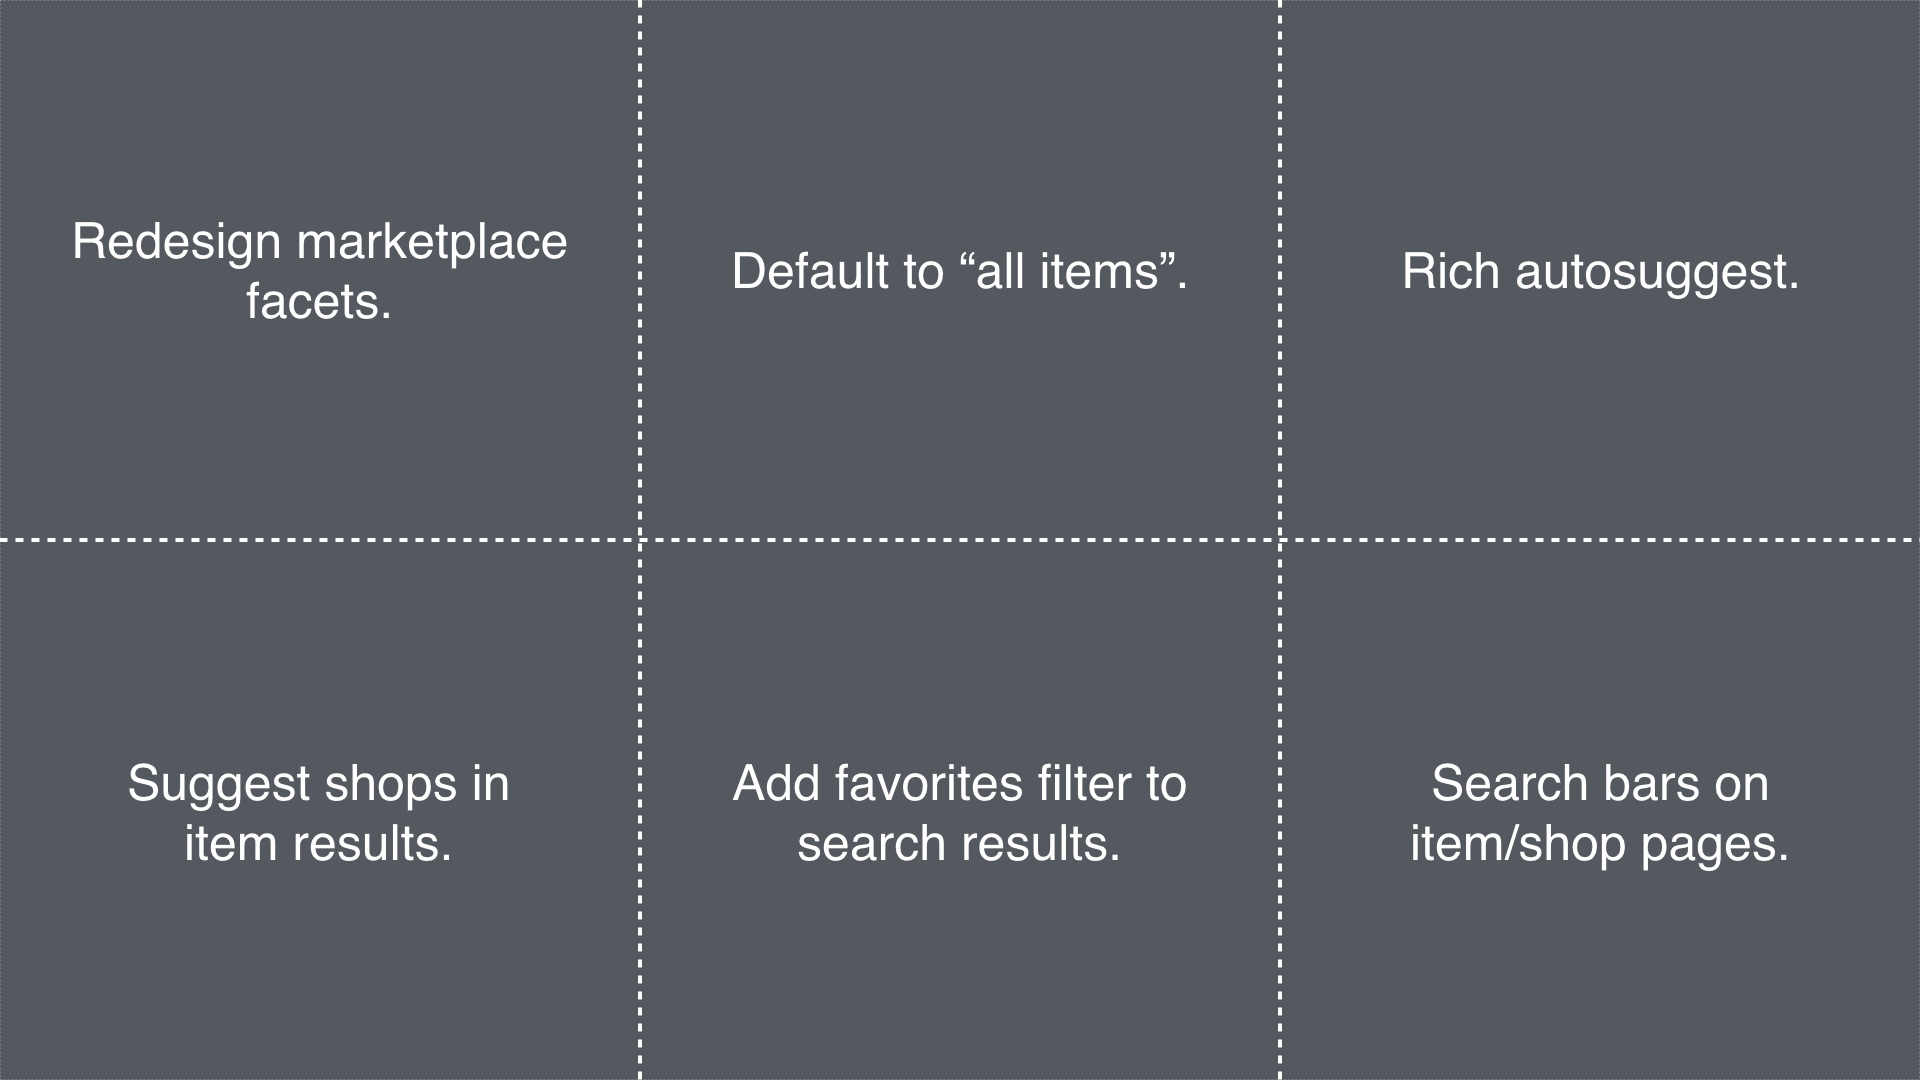 Redesign marketplace
facets.
Default to “all items”.
Rich autosuggest.
Suggest shops in
item results.
Add favorites filter to
search results.
Search bars on
item/shop pages.